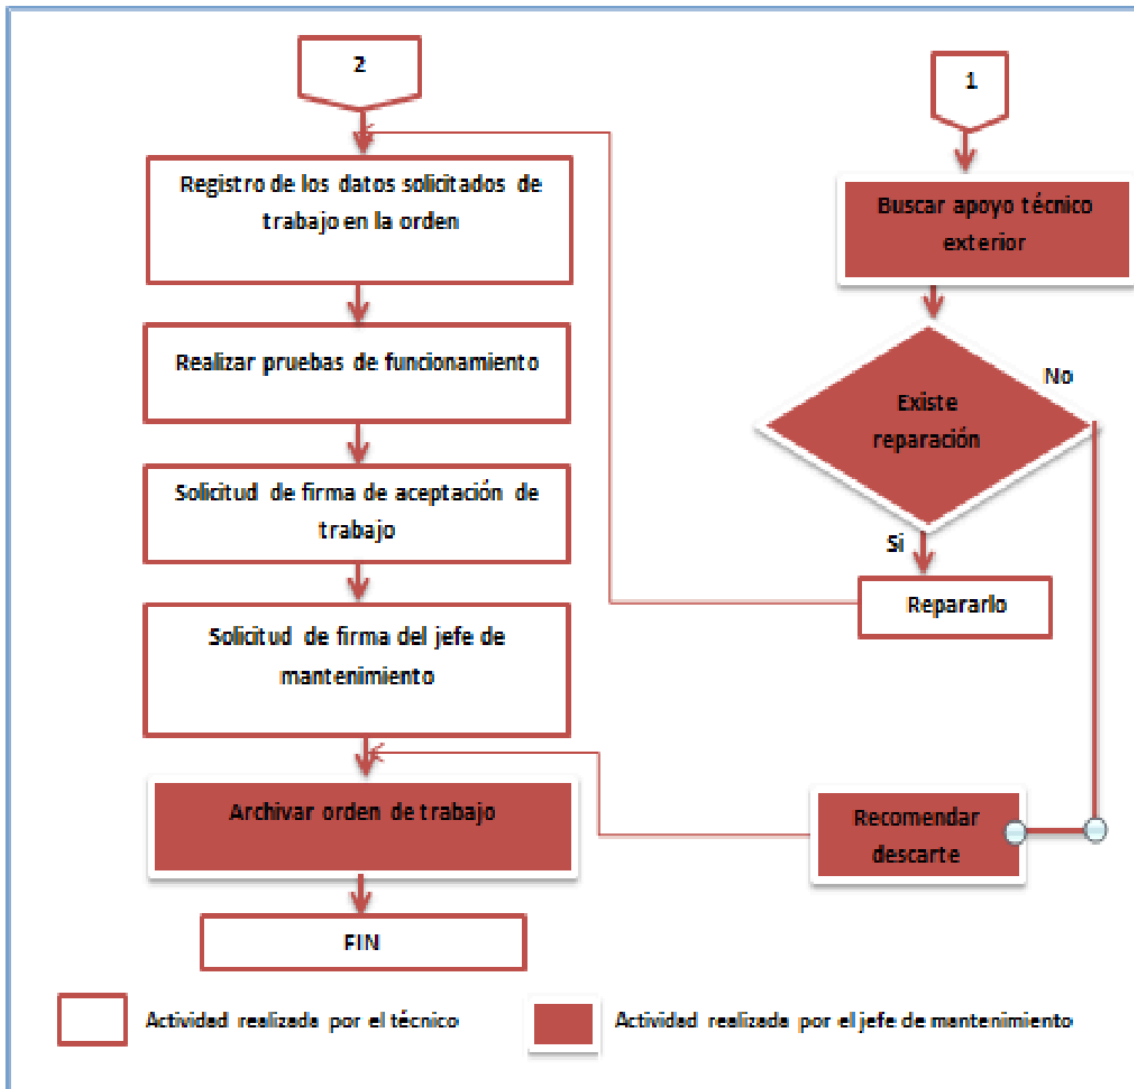 2
Registro de los datos solicitados de
trabajo en la orden
Realizar pruebas de funcionamiento
Solicitud de firma de aceptación de
trabajo
Solicitud de firma del jefe de
mantenimiento
Archivar orden de trabajo
FIN
1
Buscar apoyo técnico
exterior
Existe
reparación
No
Si
Repararlo
Recomendar
descarte
Actividad realizada por el técnico
Actividad realizada por el jefe de mantenimiento